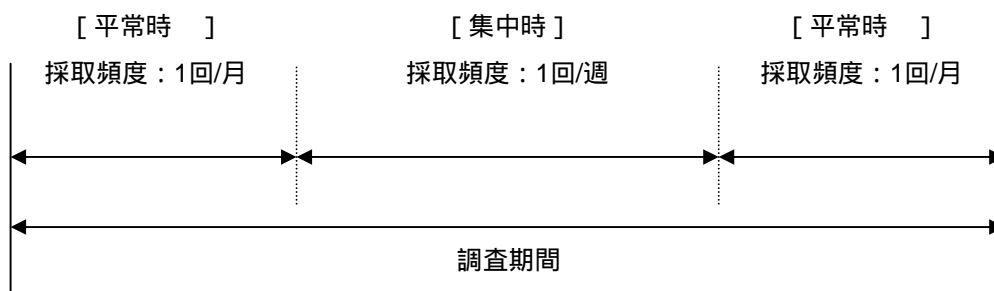 [ 平常時　]
[ 集中時 ]
[ 平常時　]
採取頻度：1回/月
採取頻度：1回/週
採取頻度：1回/月
調査期間